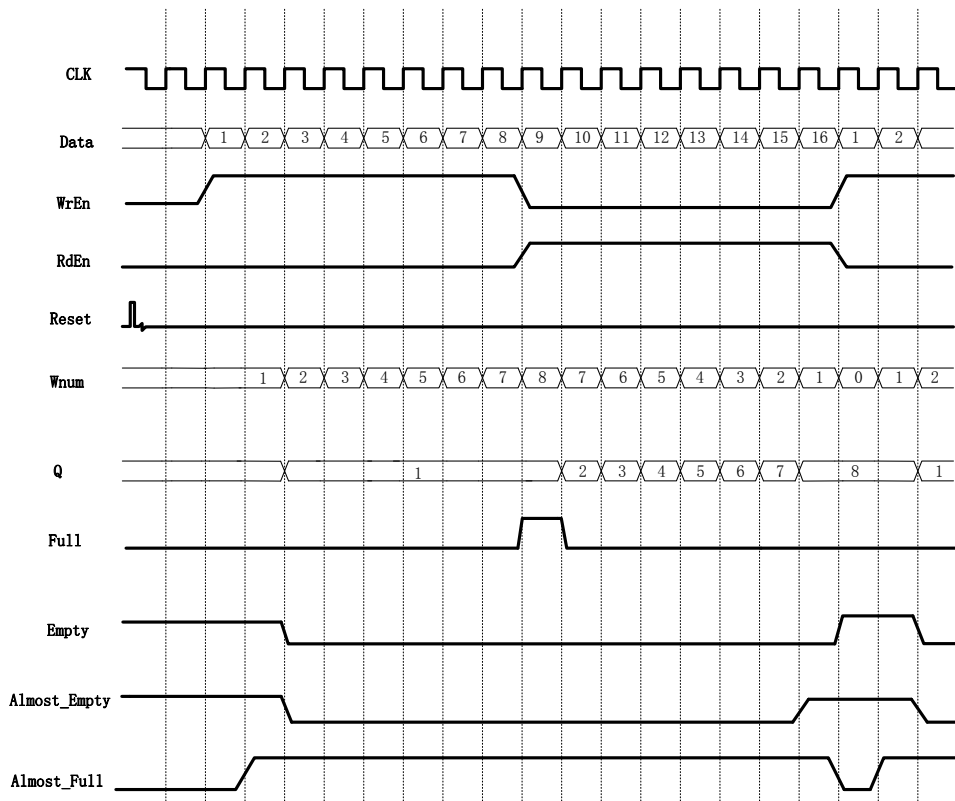 CLK
Data 1 2 3 4 5 6 7 8 9 10 11 12 13 14 15 16 1 2
WrEn
RdEn
Reset
Wnum 1 2 3 4 5 6 7 8 7 6 5 4 3 2 1 0 1 2
Q 1 2 3 4 5 6 7 8 1
Full
Empty
Almost_Empty
Almost_Full